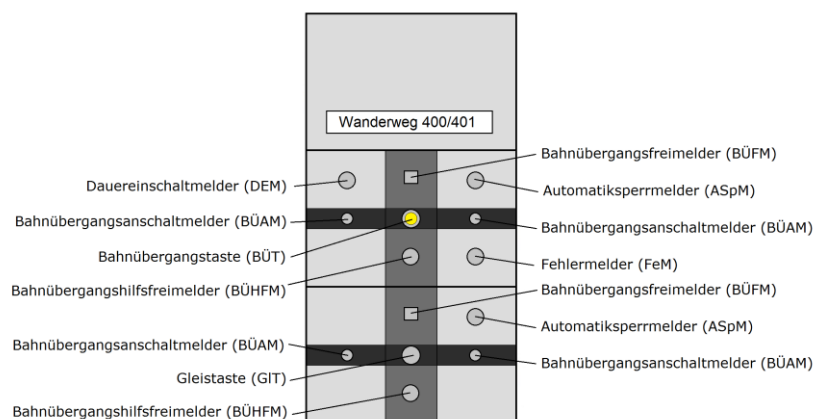 Wanderweg 400/401
Bahnübergangsfreimelder (BÜFM)
Dauereinschaltmelder (DEM)
Automatiksperrmelder (ASpM)
Bahnübergangsanschaltmelder (BÜAM)
Bahnübergangsanschaltmelder (BÜAM)
Bahnübergangstaste (BÜT)
Fehlermelder (FeM)
Bahnübergangshilfsfreimelder (BÜHFM)
Bahnübergangsfreimelder (BÜFM)
Automatiksperrmelder (ASpM)
Bahnübergangsanschaltmelder (BÜAM)
Bahnübergangsanschaltmelder (BÜAM)
Gleistaste (GlT)
Bahnübergangshilfsfreimelder (BÜHFM)